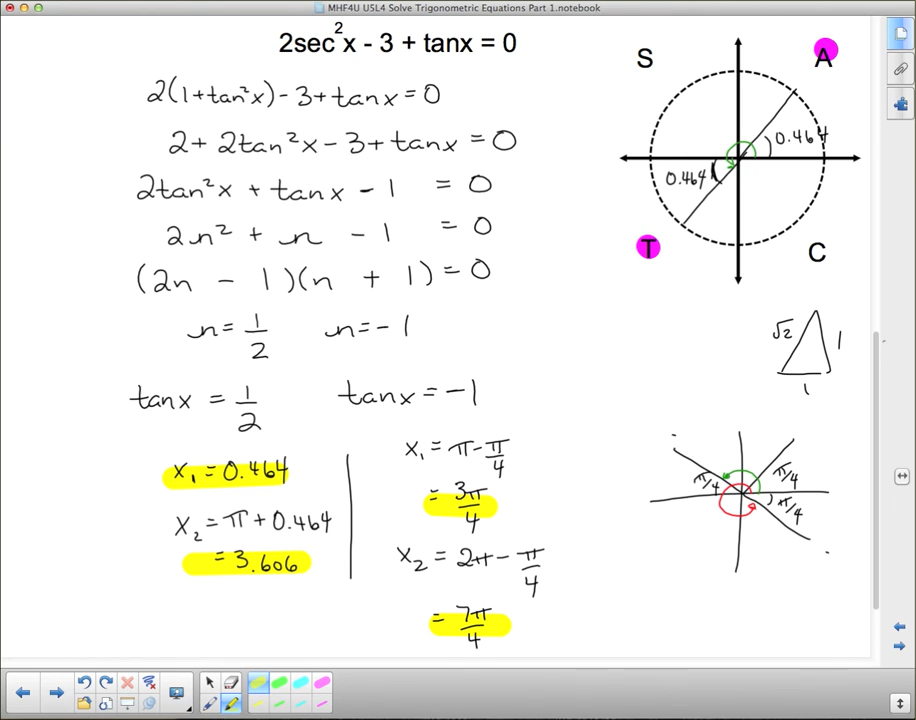 MHF4U U5L4 Solve Trigonometric Equations Part 1.notebook
2sec²x - 3 + tanx = 0
2(1+tan²x) - 3 + tanx = 0
2 + 2tan²x - 3 + tanx = 0
2tan²x + tanx - 1 = 0
2n² + n - 1 = 0
(2n - 1)(n + 1) = 0
n = 1/2 n = -1
tanx = 1/2 tanx = -1
x₁ = 0.464
x₂ = π + 0.464
= 3.606
x₁ = π - π/4
= 3π/4
x₂ = 2π - π/4
= 7π/4
S A
0.464
0.464
T C
√2 1
1
π/4 π/4
π/4